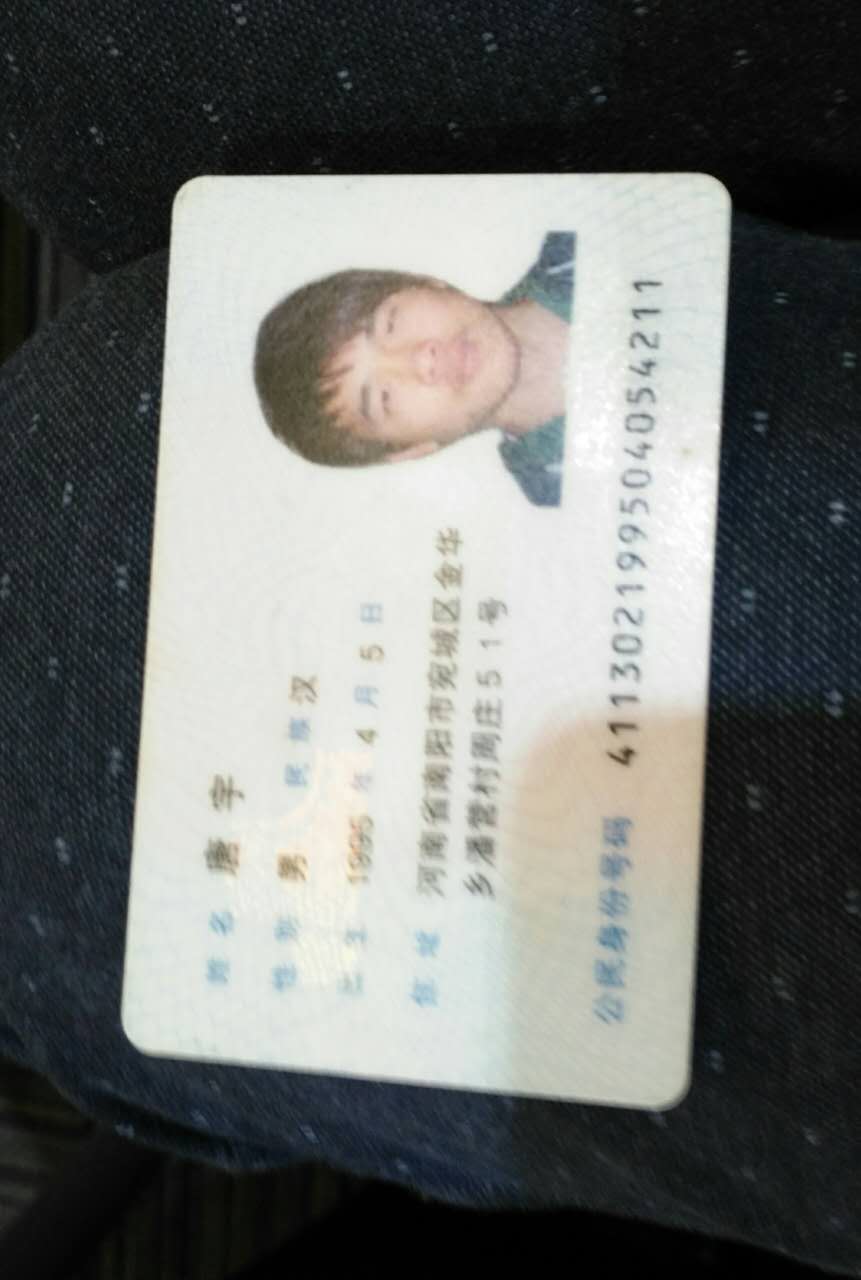 姓名 唐宇
性别 男 民族 汉
出生 1995 年 4 月 5 日
住址 河南省南阳市宛城区金华
乡潘营村周庄51号
公民身份号码 411302199504054211